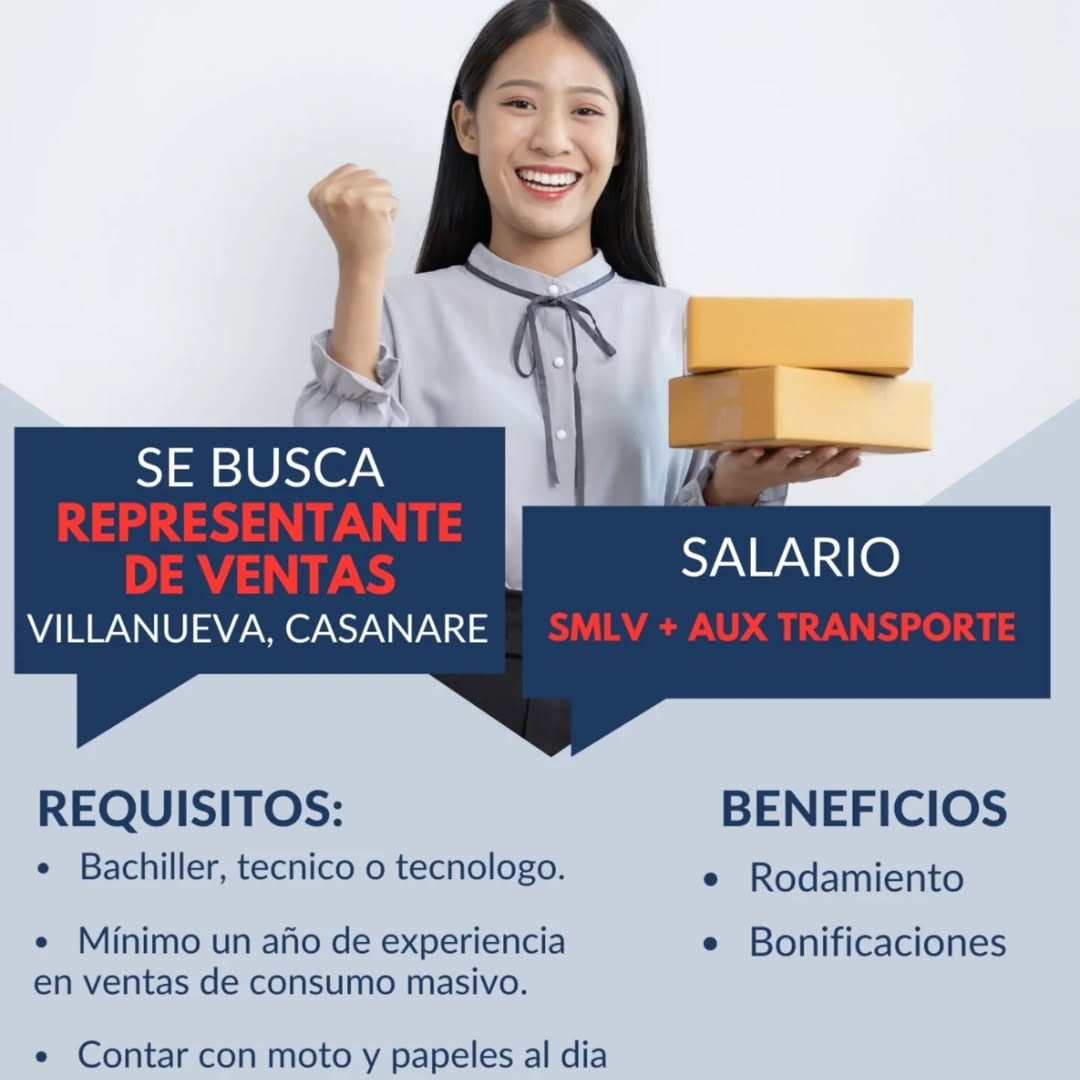 SE BUSCA
REPRESENTANTE
DE VENTAS
VILLANUEVA, CASANARE
SALARIO
SMLV + AUX TRANSPORTE
REQUISITOS:
• Bachiller, tecnico o tecnologo.
• Mínimo un año de experiencia
en ventas de consumo masivo.
• Contar con moto y papeles al dia
BENEFICIOS
• Rodamiento
• Bonificaciones